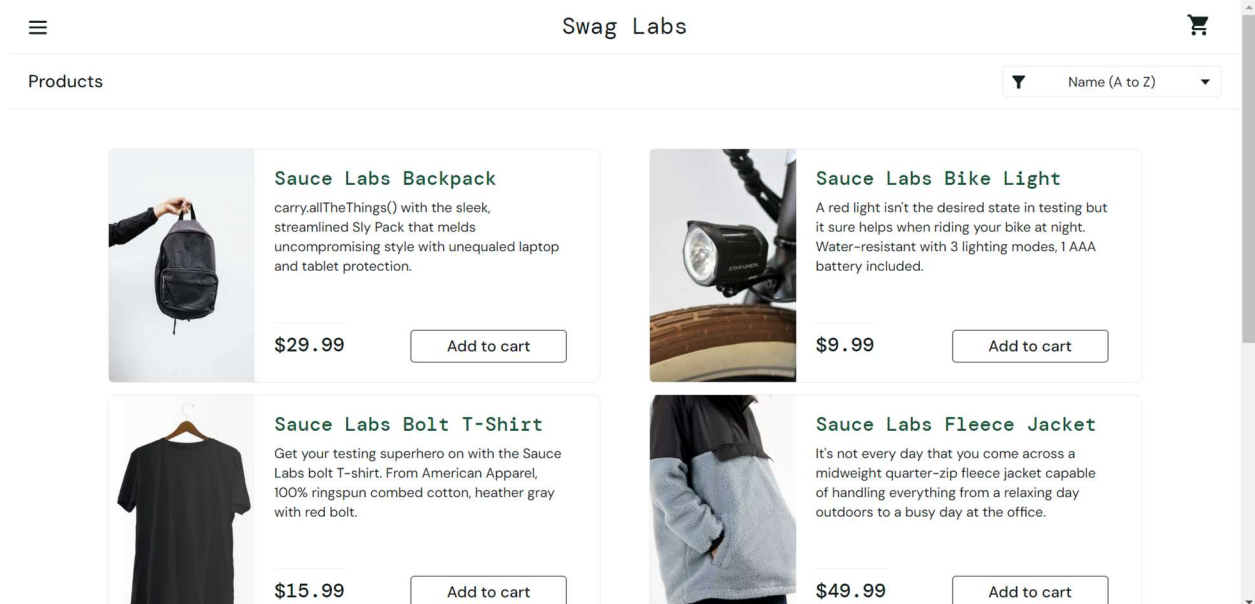 Swag Labs
Products
Name (A to Z)
Sauce Labs Backpack
carry.allTheThings() with the sleek,
streamlined Sly Pack that melds
uncompromising style with unequaled laptop
and tablet protection.
$29.99
Add to cart
STAR UNION
Sauce Labs Bike Light
A red light isn't the desired state in testing but
it sure helps when riding your bike at night.
Water-resistant with 3 lighting modes, 1 AAA
battery included.
$9.99
Add to cart
Sauce Labs Bolt T-Shirt
Get your testing superhero on with the Sauce
Labs bolt T-shirt. From American Apparel,
100% ringspun combed cotton, heather gray
with red bolt.
$15.99
Add to cart
Sauce Labs Fleece Jacket
It's not every day that you come across a
midweight quarter-zip fleece jacket capable
of handling everything from a relaxing day
outdoors to a busy day at the office.
$49.99
Add to cart